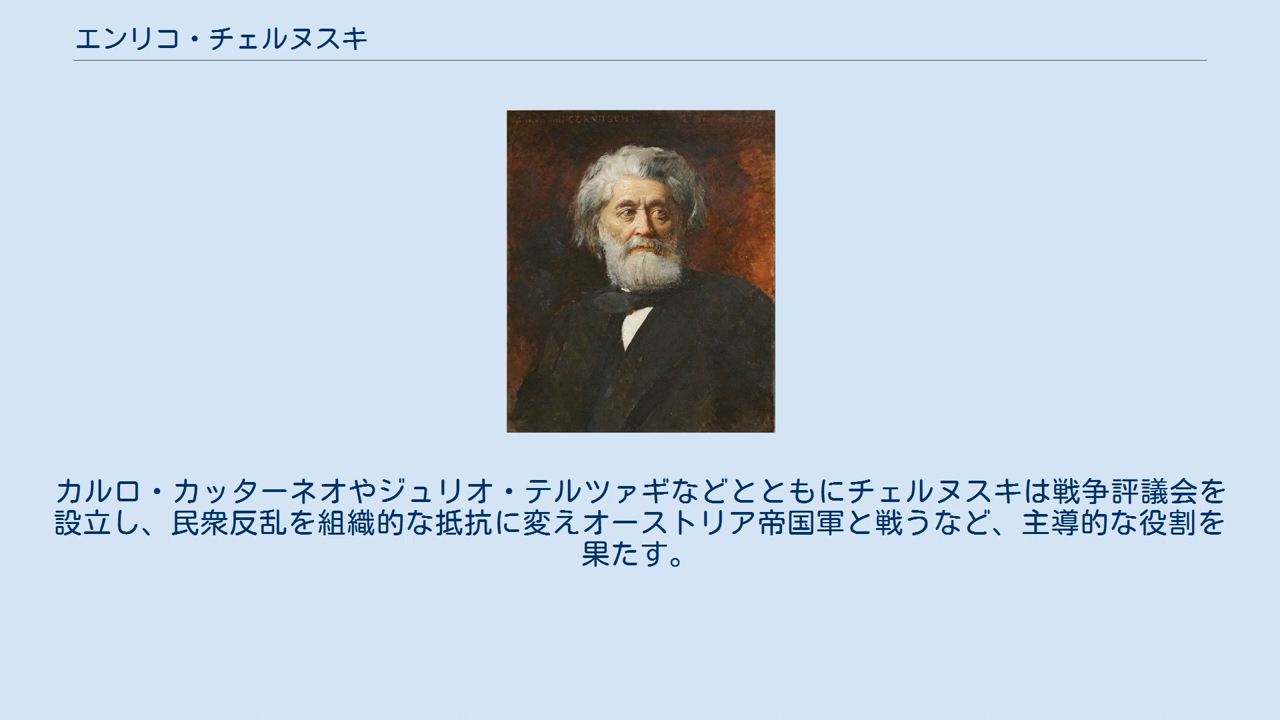 エンリコ・チェルヌスキ
カルロ・カッターネオやジュリオ・テルツァギなどとともにチェルヌスキは戦争評議会を
設立し、民衆反乱を組織的な抵抗に変えオーストリア帝国軍と戦うなど、主導的な役割を
果たす。